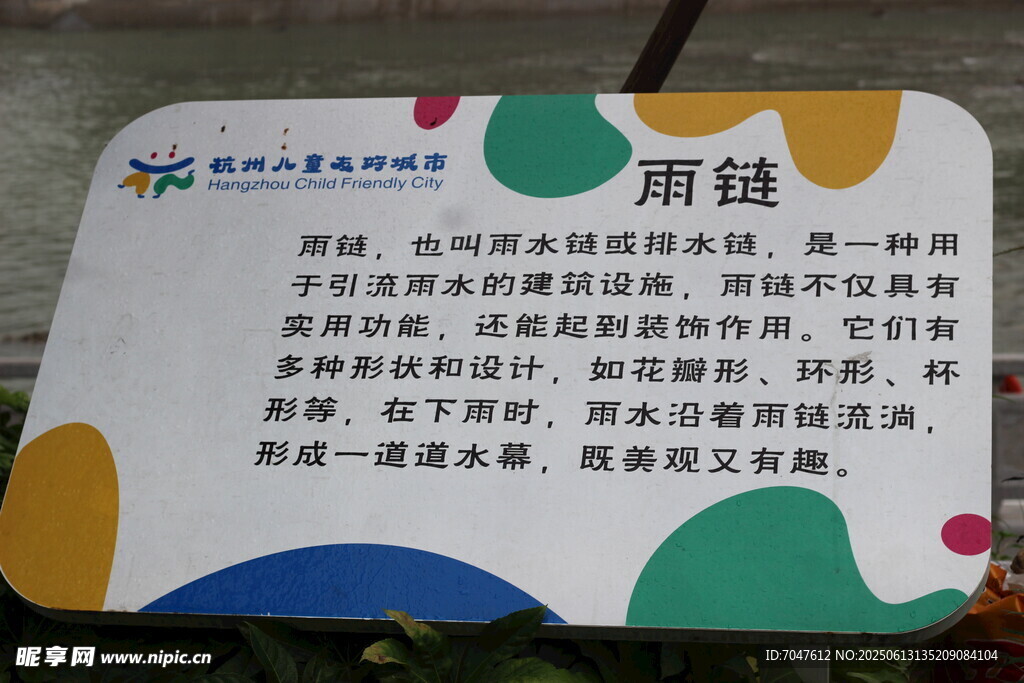 杭州儿童友好城市
Hangzhou Child Friendly City
雨链
雨链，也叫雨水链或排水链，是一种用
于引流雨水的建筑设施，雨链不仅具有
实用功能，还能起到装饰作用。它们有
多种形状和设计，如花瓣形、环形、杯
形等，在下雨时，雨水沿着雨链流淌，
形成一道道水幕，既美观又有趣。
昵享网 www.nipic.cn
ID:7047612 NO:20250613135209084104